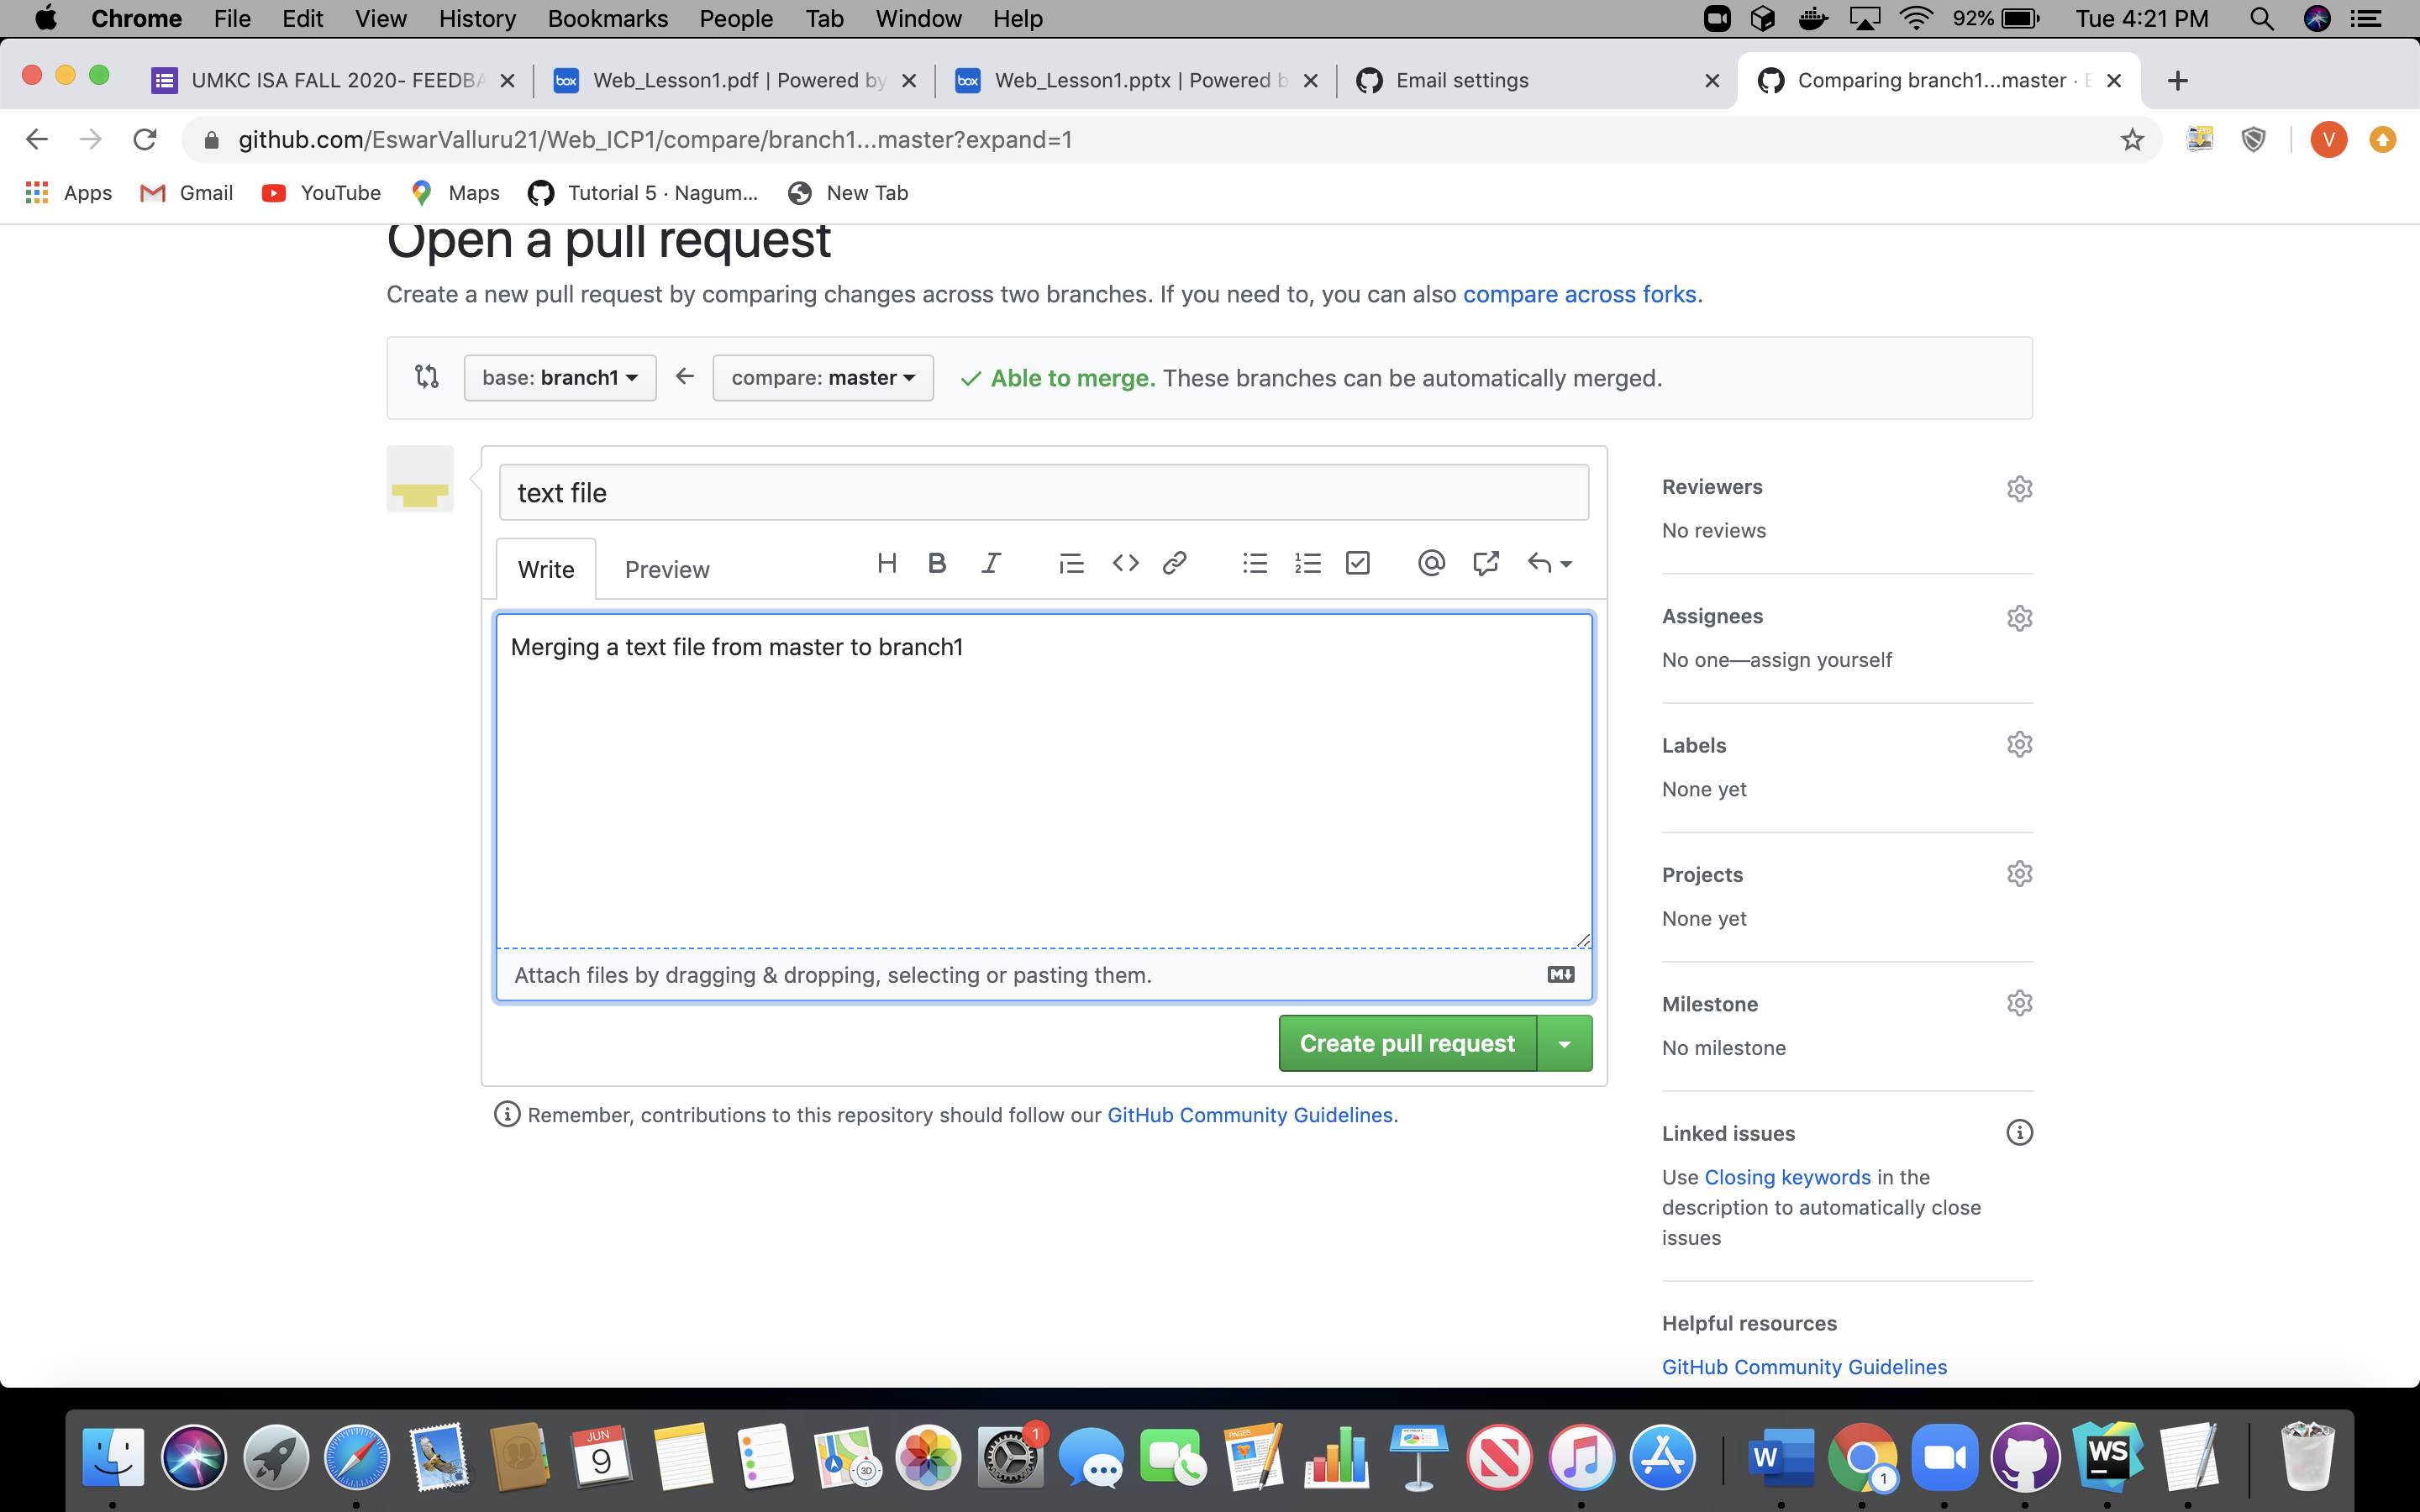 Chrome File Edit View History Bookmarks People Tab Window Help 92% Tue 4:21 PM
UMKC ISA FALL 2020- FEEDBA
box Web_Lesson1.pdf | Powered by
box Web_Lesson1.pptx | Powered b
Email settings
Comparing branch1...master · E
github.com/EswarValluru21/Web_ICP1/compare/branch1...master?expand=1
V
Apps Gmail YouTube Maps Tutorial 5 · Nagum... New Tab
Open a pull request
Create a new pull request by comparing changes across two branches. If you need to, you can also compare across forks.
base: branch1 compare: master Able to merge. These branches can be automatically merged.
text file
Write Preview
H B I
Merging a text file from master to branch1
Attach files by dragging & dropping, selecting or pasting them.
Create pull request
Remember, contributions to this repository should follow our GitHub Community Guidelines.
Reviewers
No reviews
Assignees
No one—assign yourself
Labels
None yet
Projects
None yet
Milestone
No milestone
Linked issues
Use Closing keywords in the
description to automatically close
issues
Helpful resources
GitHub Community Guidelines
JUN
9
3D
1
PAGES
W
1
WS